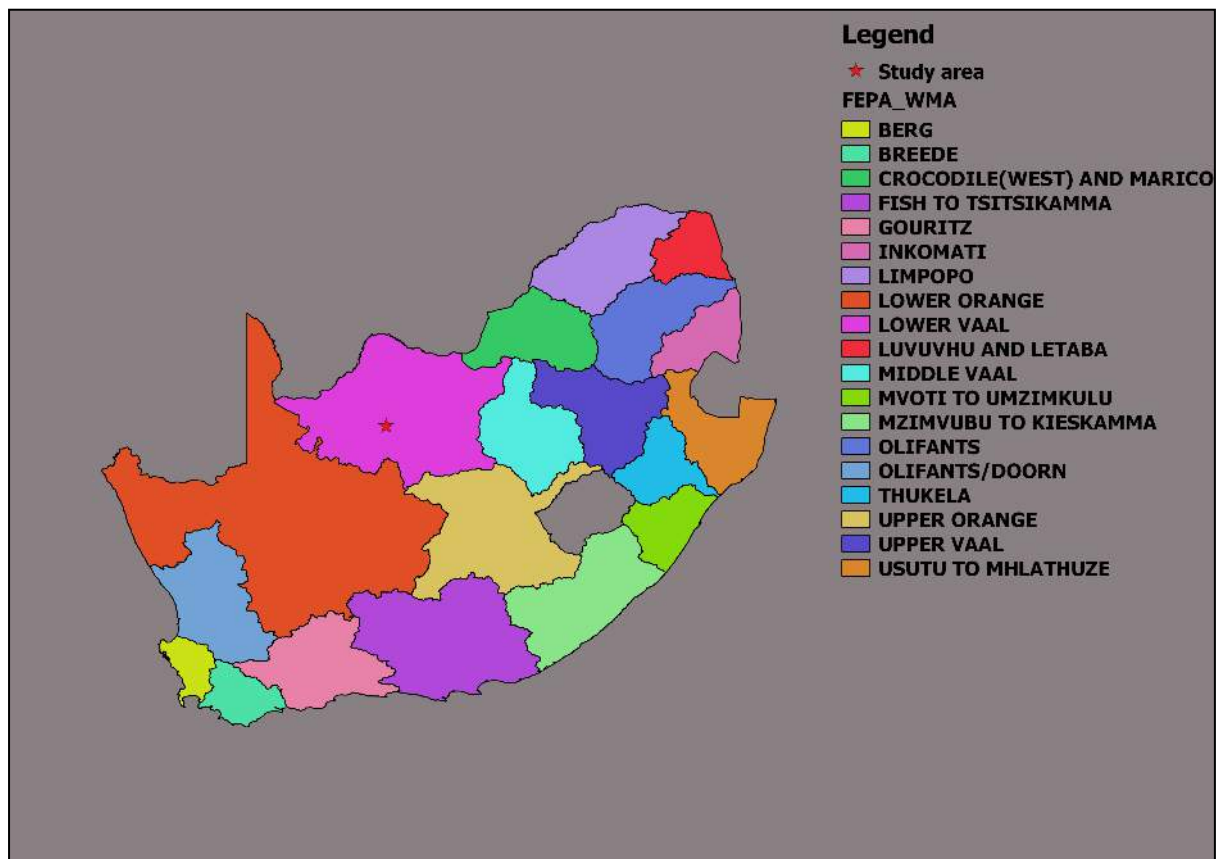 Legend
Study area
FEPA_WMA
BERG
BREEDE
CROCODILE(WEST) AND MARICO
FISH TO TSITSIKAMMA
GOURITZ
INKOMATI
LIMPOPO
LOWER ORANGE
LOWER VAAL
LUVUVHU AND LETABA
MIDDLE VAAL
MVOTI TO UMZIMKULU
MZIMVUBU TO KIESKAMMA
OLIFANTS
OLIFANTS/DOORN
THUKELA
UPPER ORANGE
UPPER VAAL
USUTU TO MHLATHUZE